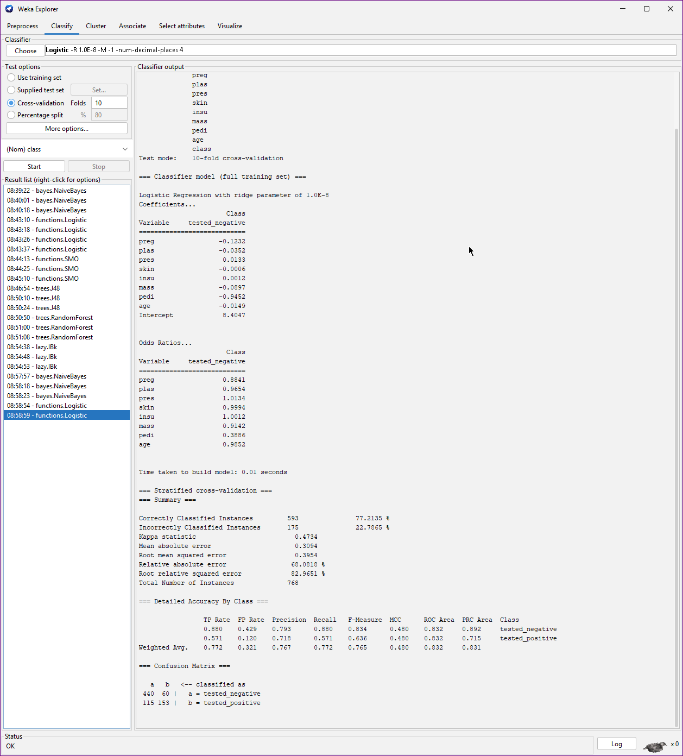 Weka Explorer
Preprocess Classify Cluster Associate Select attributes Visualize
Classifier
Choose Logistic -R 1.0E-8 -M -1 -num-decimal-places 4
Test options
Use training set
Supplied test set Set...
Cross-validation Folds 10
Percentage split % 80
More options...
(Nom) class
Start Stop
Result list (right-click for options)
08:39:22 - bayes.NaiveBayes
08:40:01 - bayes.NaiveBayes
08:40:18 - bayes.NaiveBayes
08:43:10 - functions.Logistic
08:43:18 - functions.Logistic
08:43:26 - functions.Logistic
08:43:37 - functions.Logistic
08:44:13 - functions.SMO
08:44:25 - functions.SMO
08:45:10 - functions.SMO
08:46:54 - trees.J48
08:50:10 - trees.J48
08:50:24 - trees.J48
08:50:50 - trees.RandomForest
08:51:00 - trees.RandomForest
08:51:08 - trees.RandomForest
08:54:38 - lazy.IBk
08:54:48 - lazy.IBk
08:54:53 - lazy.IBk
08:57:57 - bayes.NaiveBayes
08:58:18 - bayes.NaiveBayes
08:58:23 - bayes.NaiveBayes
08:58:54 - functions.Logistic
08:58:59 - functions.Logistic
Classifier output
preg
plas
pres
skin
insu
mass
pedi
age
class
Test mode: 10-fold cross-validation
=== Classifier model (full training set) ===
Logistic Regression with ridge parameter of 1.0E-8
Coefficients...
Class
Variable tested_negative
============================
preg -0.1232
plas -0.0352
pres 0.0133
skin -0.0006
insu 0.0012
mass -0.0897
pedi -0.9452
age -0.0149
Intercept 8.4047
Odds Ratios...
Class
Variable tested_negative
============================
preg 0.8841
plas 0.9654
pres 1.0134
skin 0.9994
insu 1.0012
mass 0.9142
pedi 0.3886
age 0.9852
Time taken to build model: 0.01 seconds
=== Stratified cross-validation ===
=== Summary ===
Correctly Classified Instances 593 77.2135 %
Incorrectly Classified Instances 175 22.7865 %
Kappa statistic 0.4734
Mean absolute error 0.3094
Root mean squared error 0.3954
Relative absolute error 68.0818 %
Root relative squared error 82.9651 %
Total Number of Instances 768
=== Detailed Accuracy By Class ===
TP Rate FP Rate Precision Recall F-Measure MCC ROC Area PRC Area Class
0.880 0.429 0.793 0.880 0.834 0.480 0.832 0.892 tested_negative
0.571 0.120 0.718 0.571 0.636 0.480 0.832 0.715 tested_positive
Weighted Avg. 0.772 0.321 0.767 0.772 0.765 0.480 0.832 0.831
=== Confusion Matrix ===
a b <-- classified as
440 60 | a = tested_negative
115 153 | b = tested_positive
Status
OK
Log
x 0